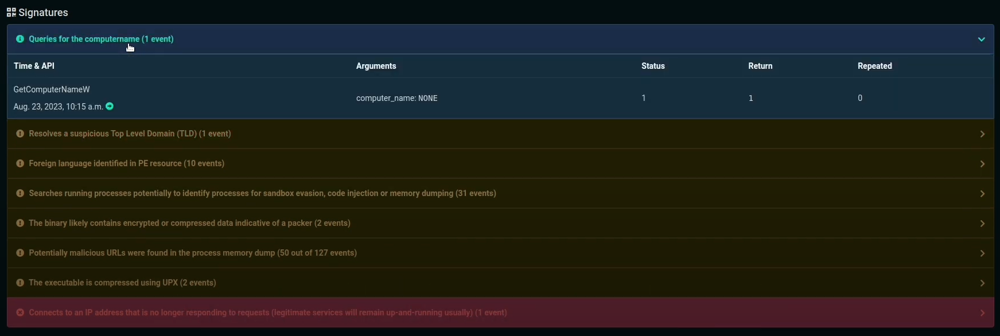 Signatures
Queries for the computername (1 event)
Time & API Arguments Status Return Repeated
GetComputerNameW
Aug. 23, 2023, 10:15 a.m.
computer_name: NONE 1 1 0
Resolves a suspicious Top Level Domain (TLD) (1 event)
Foreign language identified in PE resource (10 events)
Searches running processes potentially to identify processes for sandbox evasion, code injection or memory dumping (31 events)
The binary likely contains encrypted or compressed data indicative of a packer (2 events)
Potentially malicious URLs were found in the process memory dump (50 out of 127 events)
The executable is compressed using UPX (2 events)
Connects to an IP address that is no longer responding to requests (legitimate services will remain up-and-running usually) (1 event)